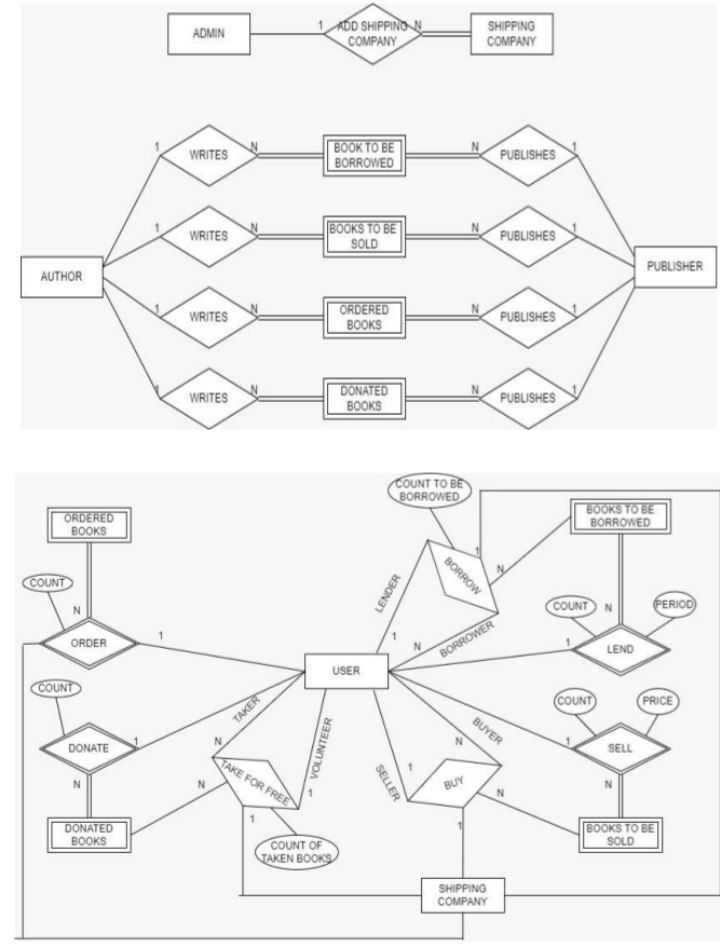 ADMIN
1
ADD SHIPPING
COMPANY
N
SHIPPING
COMPANY
1
WRITES
N
BOOK TO BE
BORROWED
N
PUBLISHES
1
1
WRITES
N
BOOKS TO BE
SOLD
N
PUBLISHES
1
AUTHOR
PUBLISHER
1
WRITES
N
ORDERED
BOOKS
N
PUBLISHES
1
1
WRITES
N
DONATED
BOOKS
N
PUBLISHES
1
COUNT TO BE
BORROWED
ORDERED
BOOKS
BOOKS TO BE
BORROWED
1
BORROW
N
COUNT
LENDER
COUNT
N
PERIOD
N
1
1
N
BORROWER
1
ORDER
LEND
USER
COUNT
COUNT
PRICE
TAKER
VOLUNTEER
BUYER
1
DONATE
N
N
1
SELL
SELLER
1
N
N
TAKE FOR FREE
BUY
N
N
1
1
1
DONATED
BOOKS
COUNT OF
TAKEN BOOKS
BOOKS TO BE
SOLD
SHIPPING
COMPANY